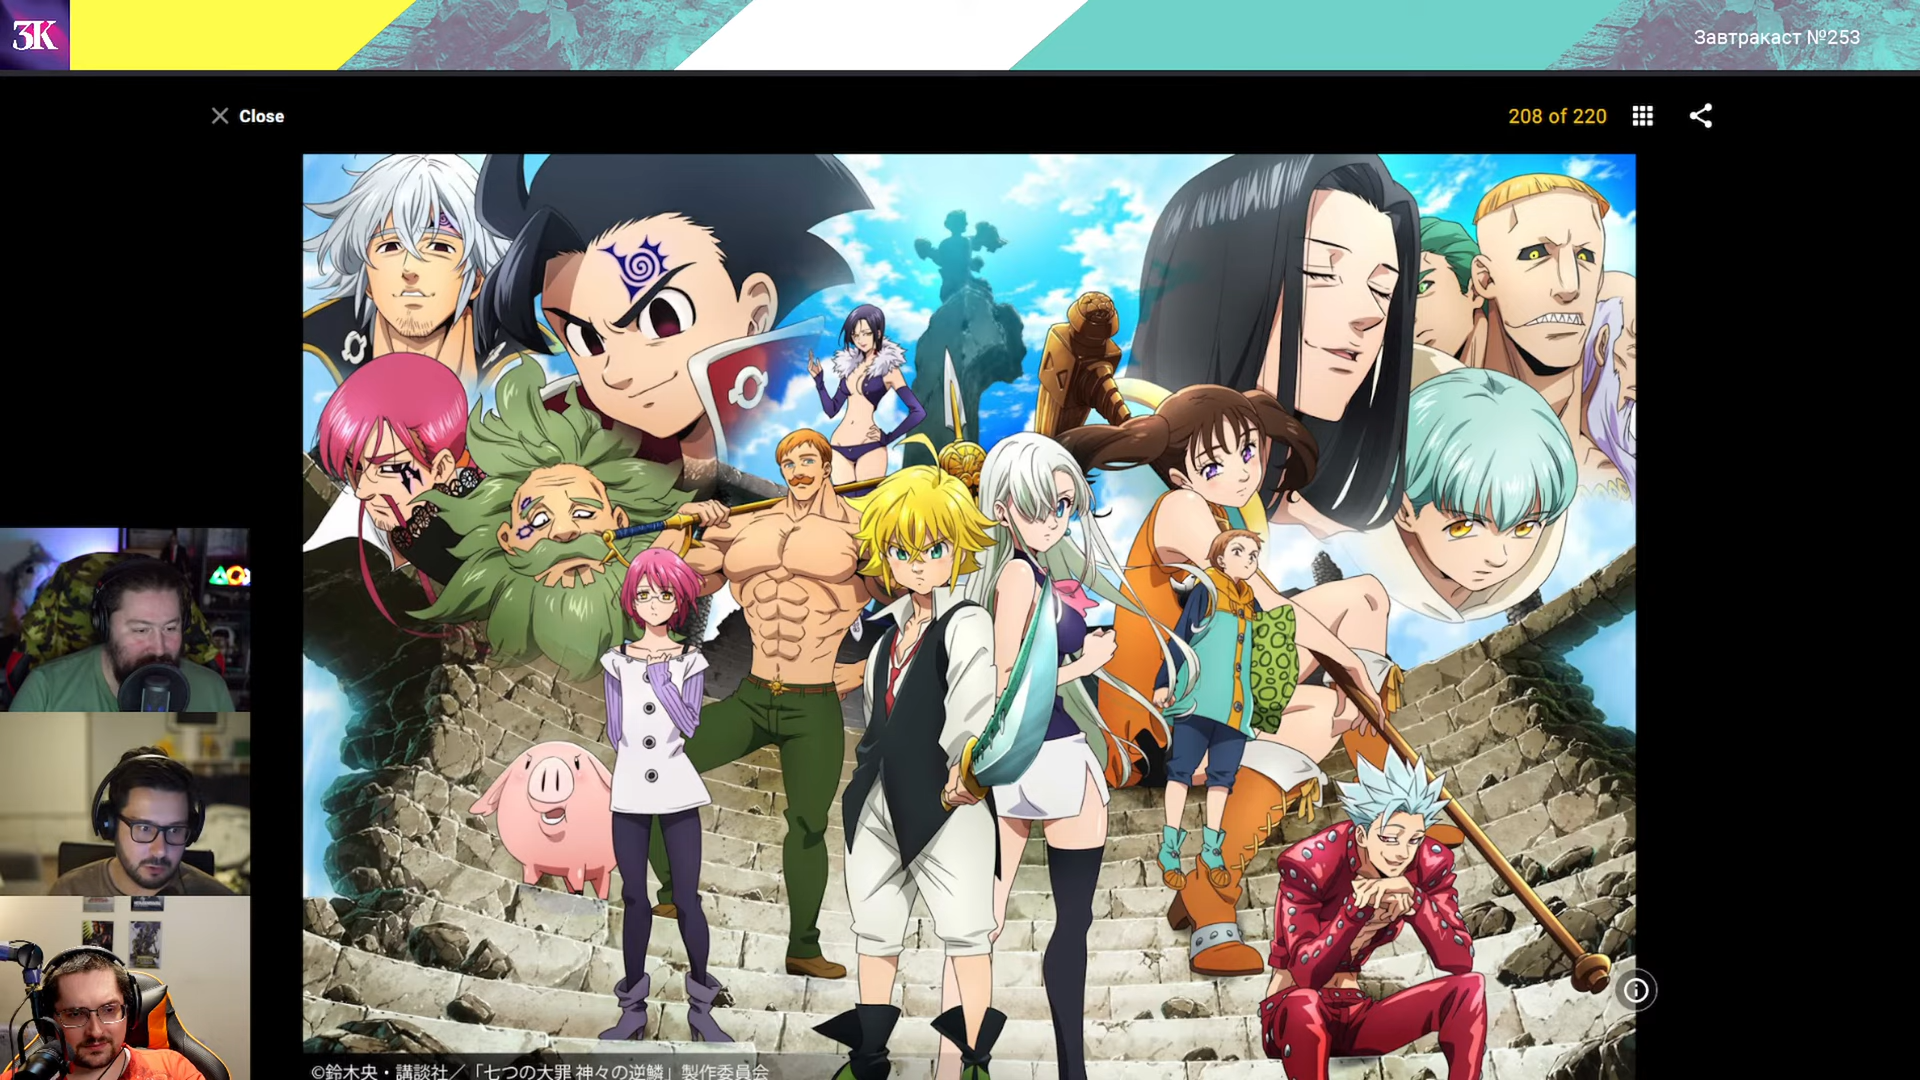 3K
Завтракаст №253
Close
208 of 220
©鈴木央・講談社／「七つの大罪 神々の逆鱗」製作委員会